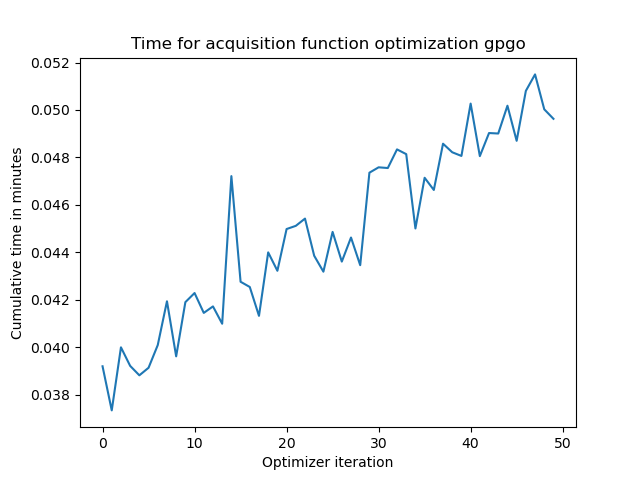 Time for acquisition function optimization gpgo
0.052
0.050
0.048
0.046
0.044
0.042
0.040
0.038
Cumulative time in minutes
0 10 20 30 40 50
Optimizer iteration